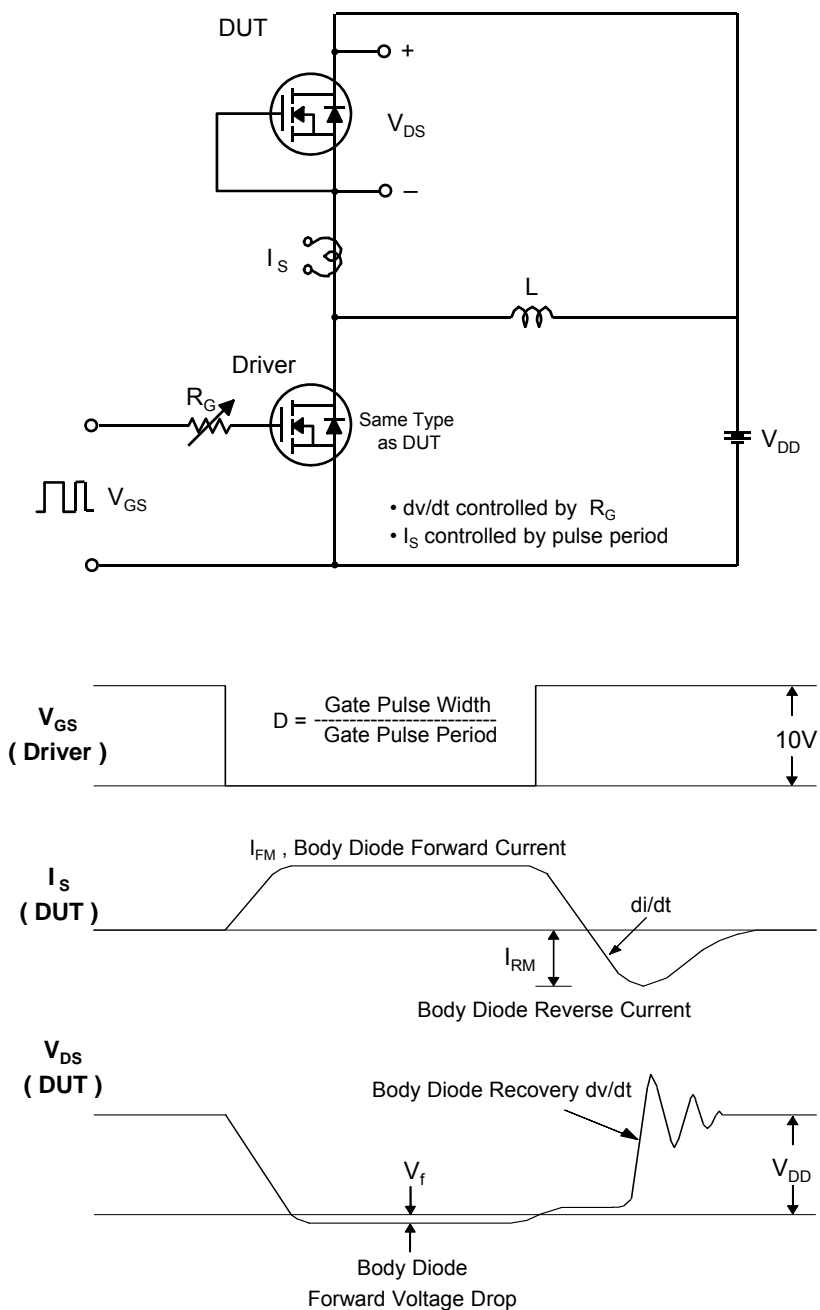 DUT
+
V_DS
–
I_S
L
Driver
R_G
Same Type
as DUT
V_DD
V_GS
• dv/dt controlled by R_G
• I_S controlled by pulse period
V_GS
( Driver )
D = Gate Pulse Width
Gate Pulse Period
10V
I_FM , Body Diode Forward Current
I_S
( DUT )
di/dt
I_RM
Body Diode Reverse Current
V_DS
( DUT )
Body Diode Recovery dv/dt
V_f
V_DD
Body Diode
Forward Voltage Drop